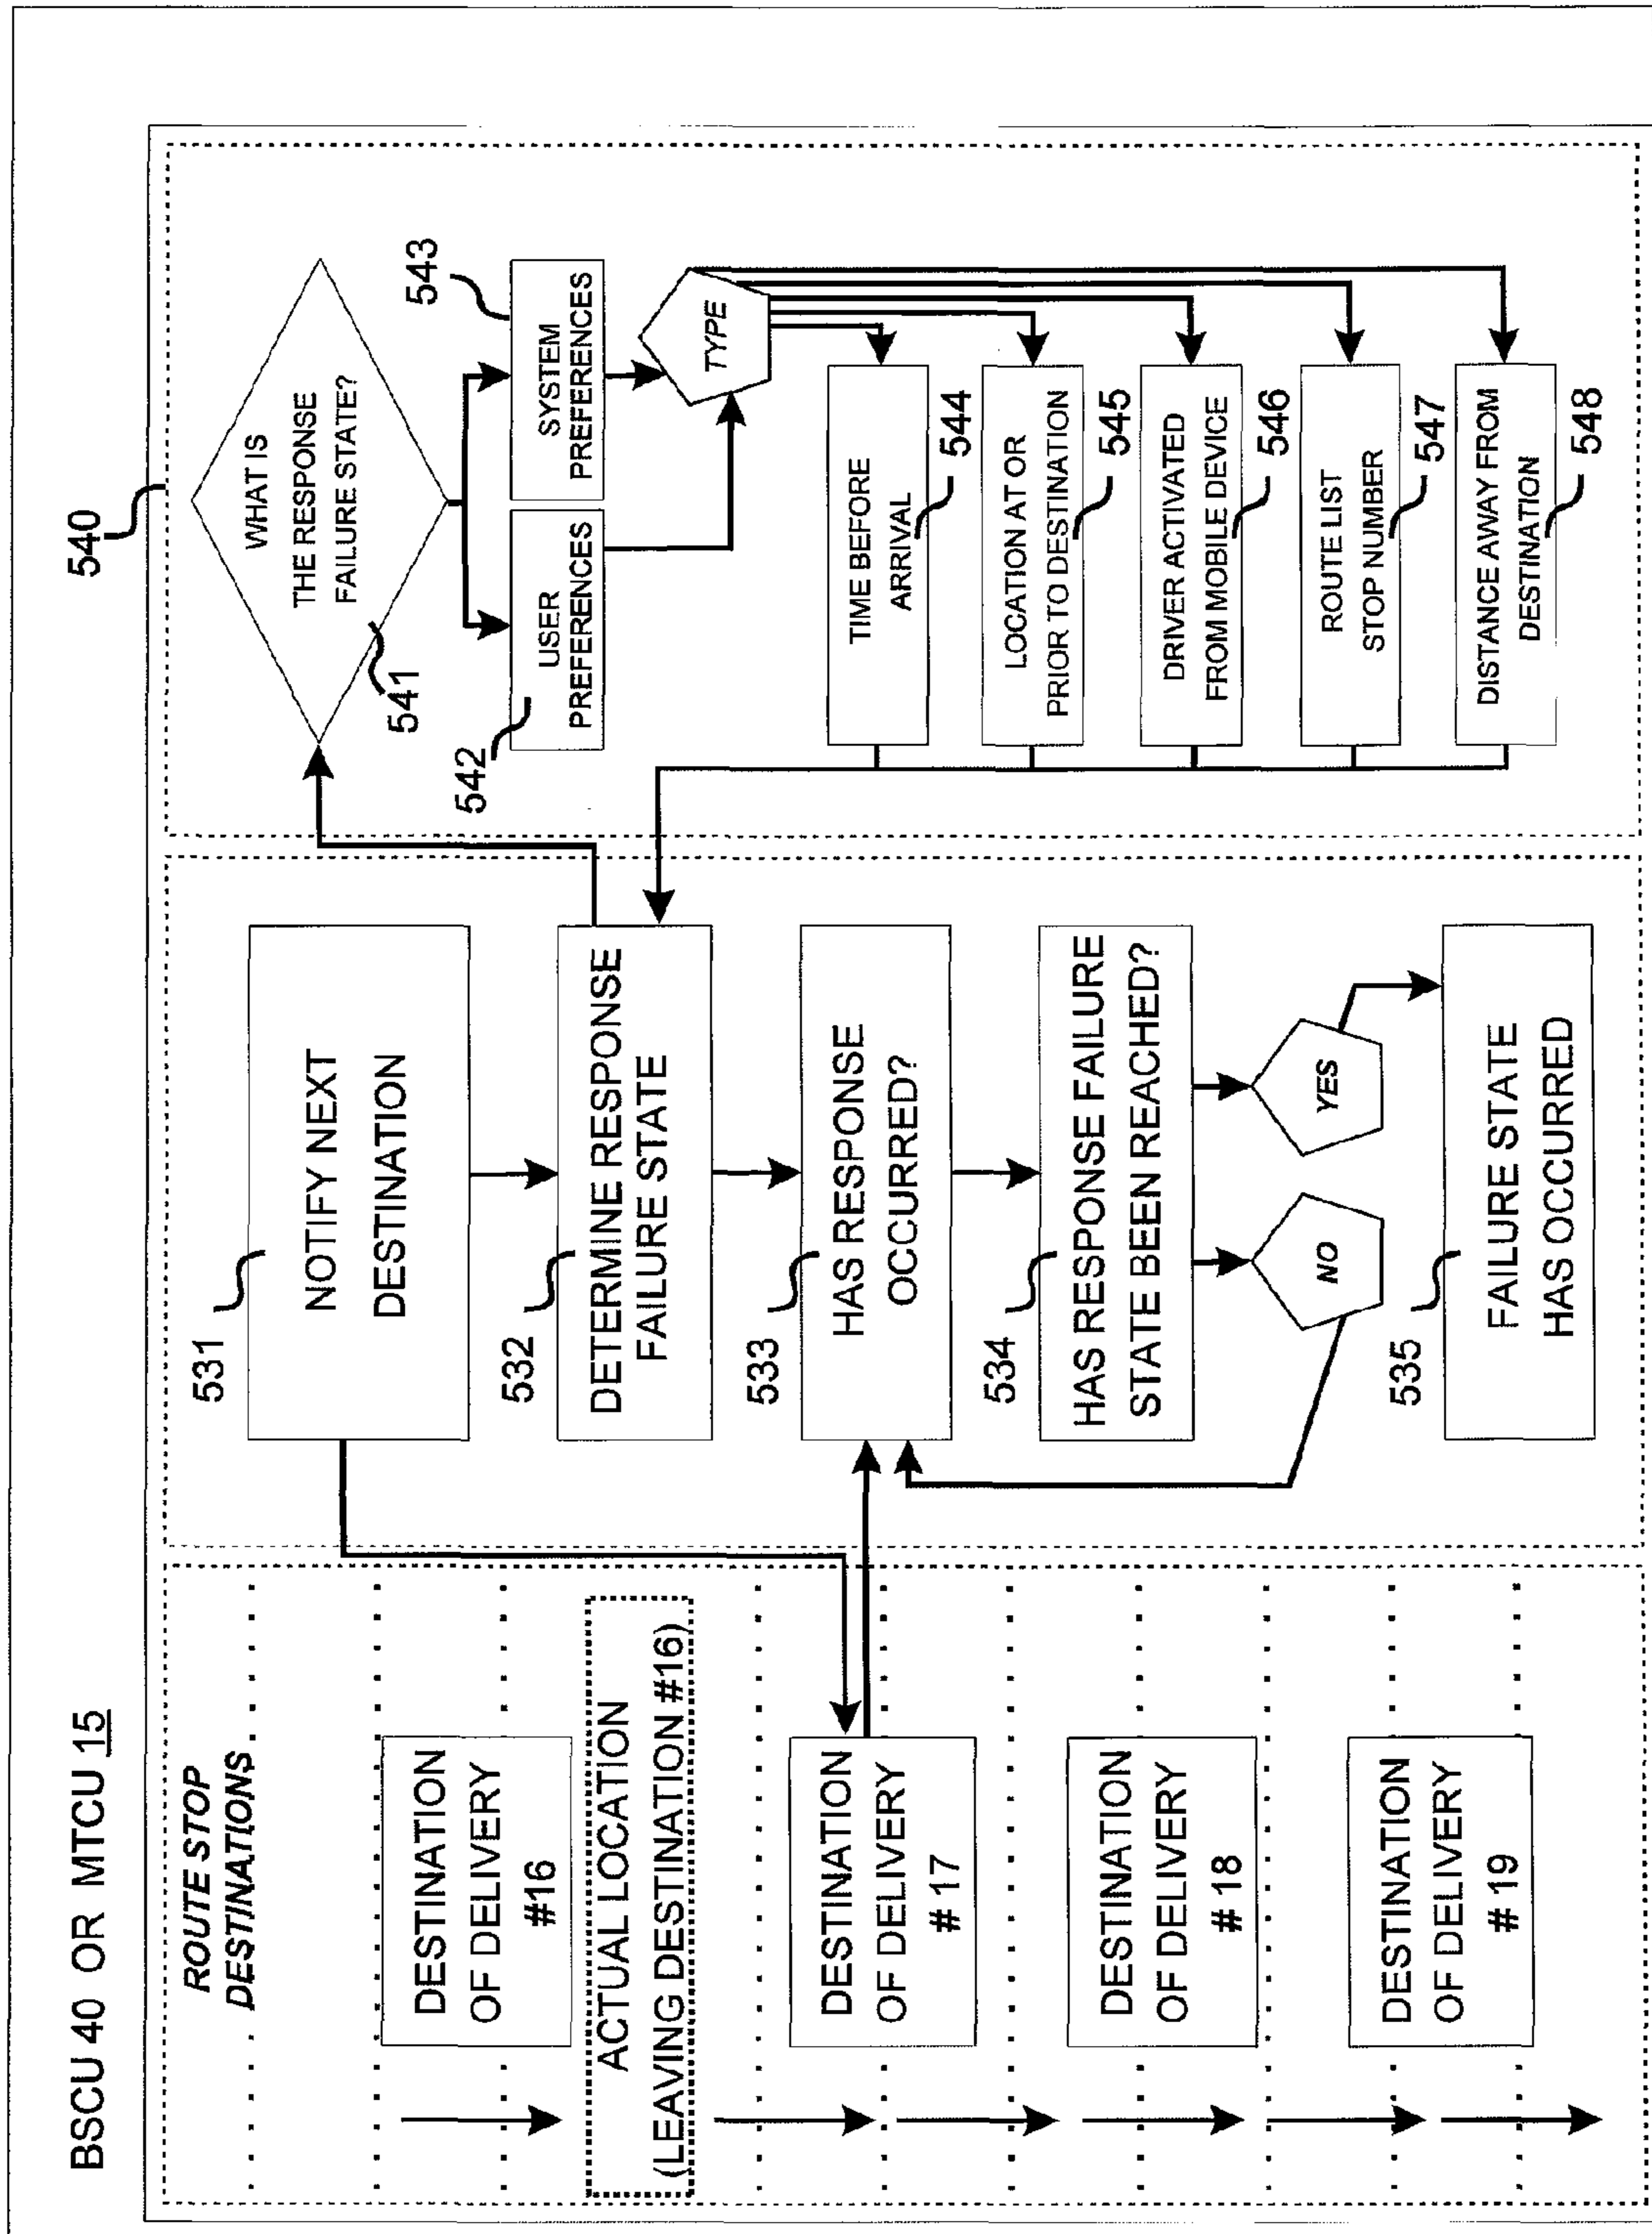 BSCU 40 OR MTCU 15
ROUTE STOP
DESTINATIONS
DESTINATION
OF DELIVERY
#16
ACTUAL LOCATION
(LEAVING DESTINATION #16)
DESTINATION
OF DELIVERY
# 17
DESTINATION
OF DELIVERY
# 18
DESTINATION
OF DELIVERY
# 19
531
NOTIFY NEXT
DESTINATION
532
DETERMINE RESPONSE
FAILURE STATE
533
HAS RESPONSE
OCCURRED?
534
HAS RESPONSE FAILURE
STATE BEEN REACHED?
NO
YES
535
FAILURE STATE
HAS OCCURRED
540
WHAT IS
THE RESPONSE
FAILURE STATE?
541
542
USER
PREFERENCES
543
SYSTEM
PREFERENCES
TYPE
TIME BEFORE
ARRIVAL
544
LOCATION AT OR
PRIOR TO DESTINATION
545
DRIVER ACTIVATED
FROM MOBILE DEVICE
546
ROUTE LIST
STOP NUMBER
547
DISTANCE AWAY FROM
DESTINATION
548